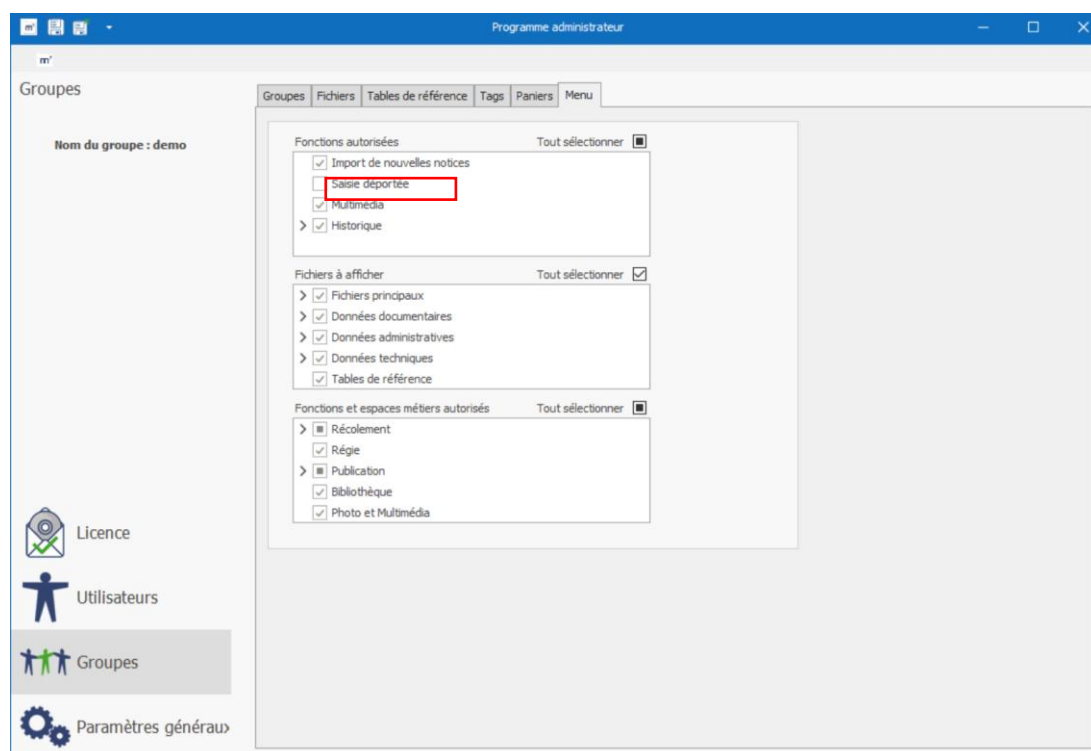 Programme administrateur
m'
Groupes
Groupes Fichiers Tables de référence Tags Paniers Menu
Nom du groupe : demo
Fonctions autorisées Tout sélectionner
Import de nouvelles notices
Saisie déportée
Multimédia
Historique
Fichiers à afficher Tout sélectionner
Fichiers principaux
Données documentaires
Données administratives
Données techniques
Tables de référence
Fonctions et espaces métiers autorisés Tout sélectionner
Récolement
Régie
Publication
Bibliothèque
Photo et Multimédia
Licence
Utilisateurs
Groupes
Paramètres généraux